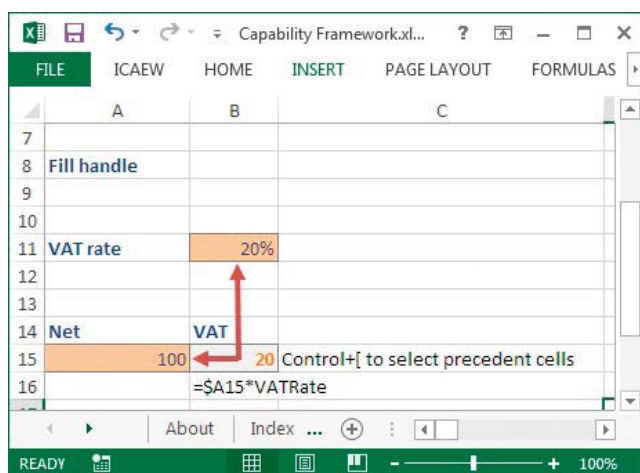 Capability Framework.xl... ?
FILE ICAEW HOME INSERT PAGE LAYOUT FORMULAS
A B C
7
8 Fill handle
9
10
11 VAT rate 20%
12
13
14 Net VAT
15 100 20 Control+[ to select precedent cells
16 =$A15*VATRate
About Index ...
READY 100%